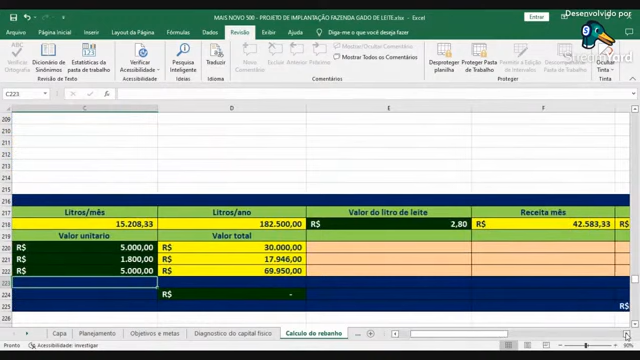 Desenvolvido por
StreamYard
MAIS NOVO 500 - PROJETO DE IMPLANTAÇÃO FAZENDA GADO DE LEITE.xlsx - Excel
Entrar
Arquivo Página Inicial Inserir Layout da Página Fórmulas Dados Revisão Exibir Ajuda Diga-me o que você deseja fazer
Verificar Ortografia
Dicionário de Sinônimos
Estatísticas da pasta de trabalho
Verificar Acessibilidade
Pesquisa Inteligente
Traduzir
Novo Comentário
Excluir
Anterior
Próximo
Mostrar/Ocultar Comentário
Mostrar Todos os Comentários
Desproteger planilha
Proteger Pasta de Trabalho
Permitir a Edição de Intervalos
Ocultar Tinta
Revisão de Texto
Acessibilidade
Idioma
Comentários
Proteger
Tinta
C223
fx
C D E F
209
210
211
212
213
214
215
216
217 Litros/mês Litros/ano Valor do litro de leite Receita mês
218 15.208,33 182.500,00 R$ 2,80 R$ 42.583,33 R$
219 Valor unitario Valor total
220 R$ 5.000,00 R$ 30.000,00
221 R$ 1.800,00 R$ 17.946,00
222 R$ 5.000,00 R$ 69.950,00
223
224 R$ -
225 R$
226
Capa Planejamento Objetivos e metas Diagnostico do capital fisico Calculo do rebanho ...
Pronto Acessibilidade: investigar 90%